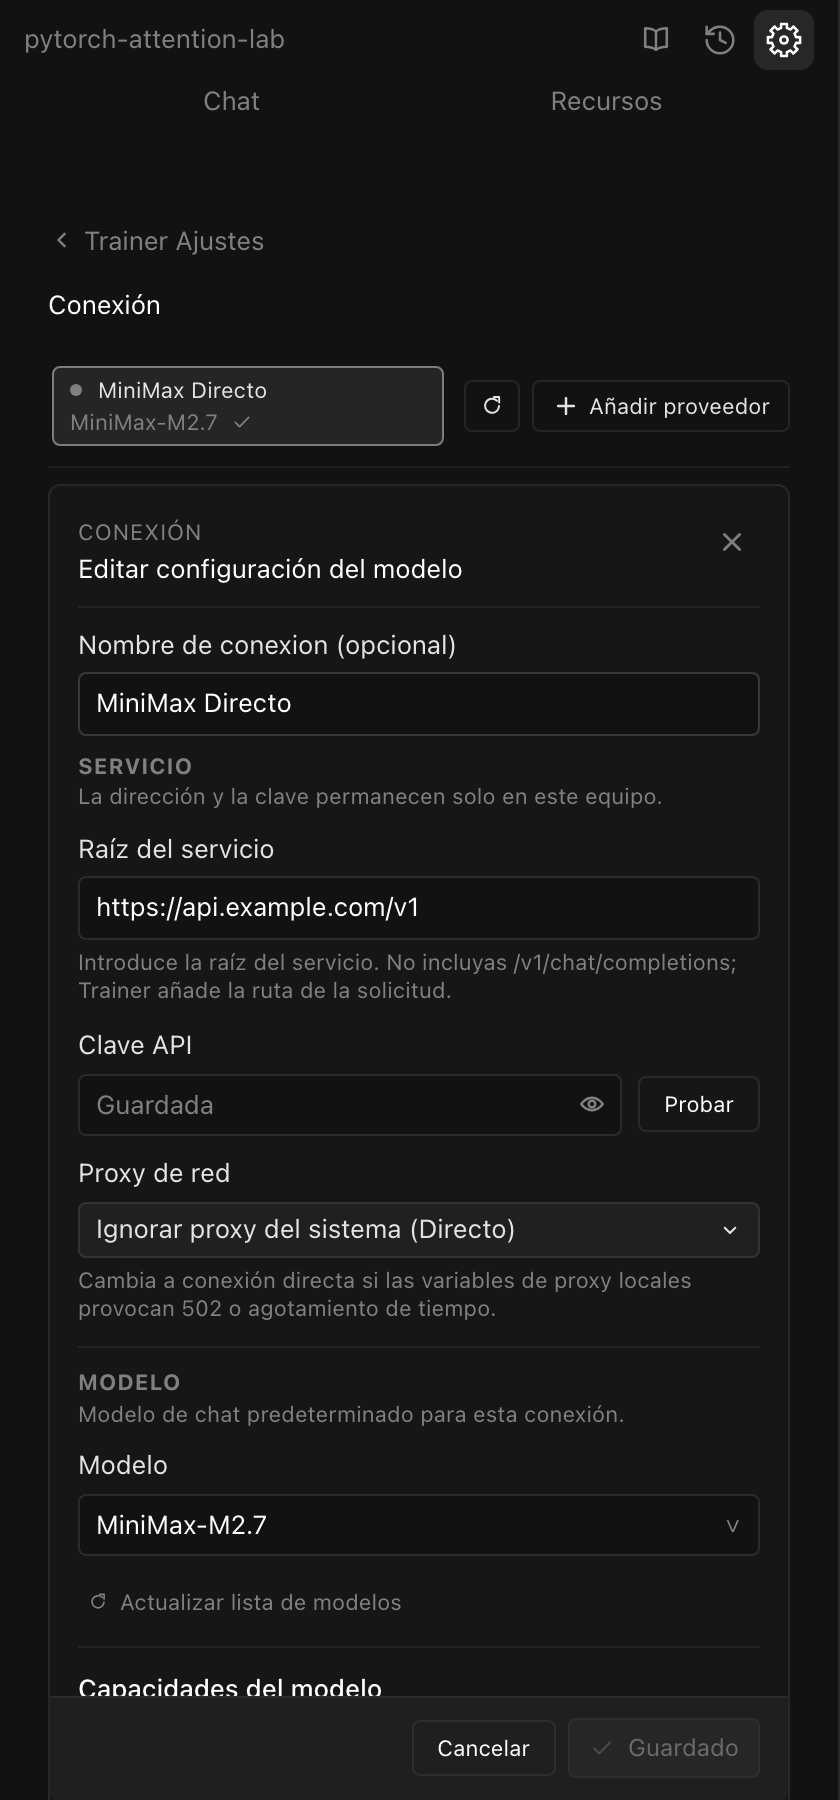 pytorch-attention-lab
Chat
Recursos
Trainer Ajustes
Conexión
MiniMax Directo
MiniMax-M2.7
Añadir proveedor
CONEXIÓN
Editar configuración del modelo
Nombre de conexion (opcional)
MiniMax Directo
SERVICIO
La dirección y la clave permanecen solo en este equipo.
Raíz del servicio
https://api.example.com/v1
Introduce la raíz del servicio. No incluyas /v1/chat/completions;
Trainer añade la ruta de la solicitud.
Clave API
Guardada
Probar
Proxy de red
Ignorar proxy del sistema (Directo)
Cambia a conexión directa si las variables de proxy locales
provocan 502 o agotamiento de tiempo.
MODELO
Modelo de chat predeterminado para esta conexión.
Modelo
MiniMax-M2.7
Actualizar lista de modelos
Capacidades del modelo
Cancelar
Guardado